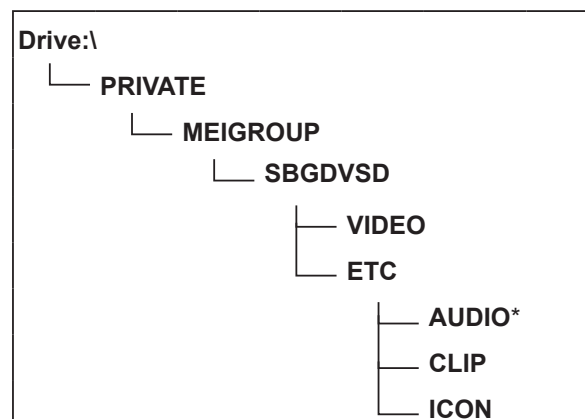 Drive:\
PRIVATE
MEIGROUP
SBGDVSD
VIDEO
ETC
AUDIO*
CLIP
ICON